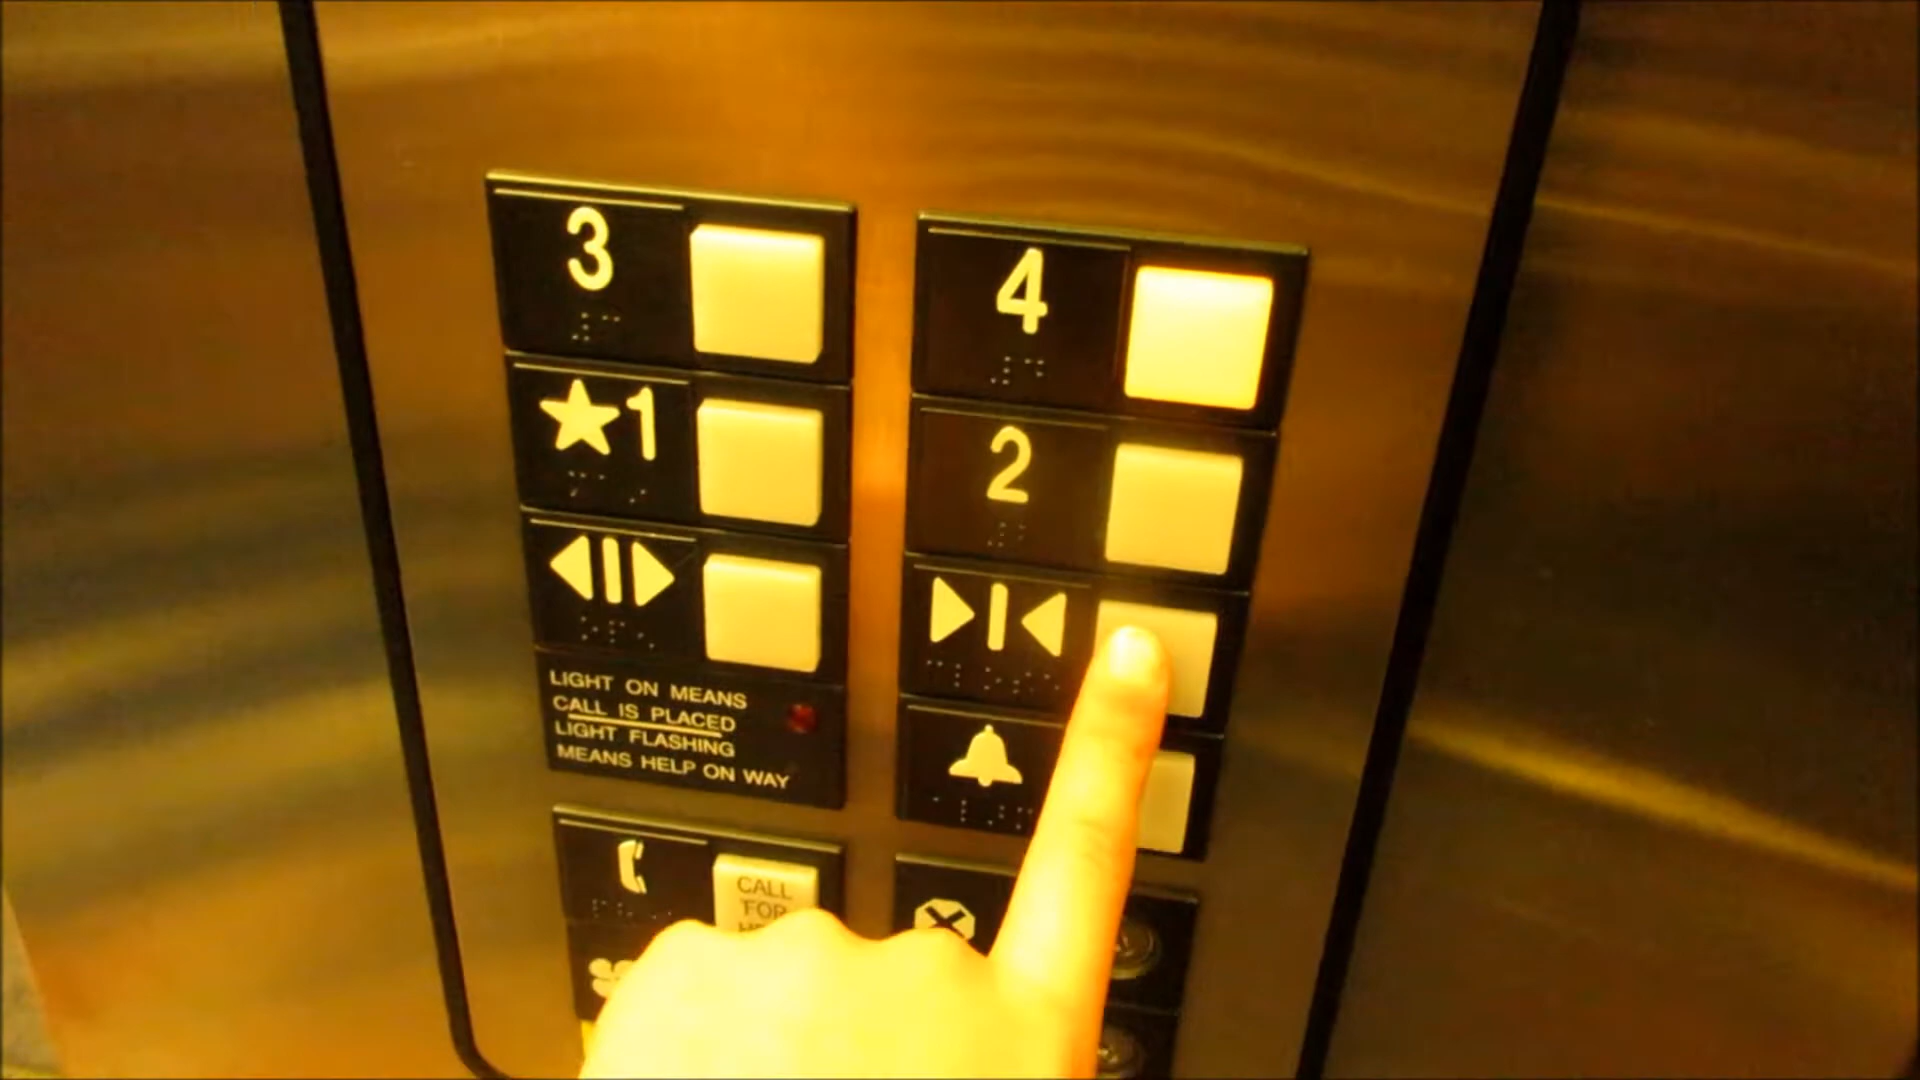 3
4
★1
2
LIGHT ON MEANS
CALL IS PLACED
LIGHT FLASHING
MEANS HELP ON WAY
CALL
FOR